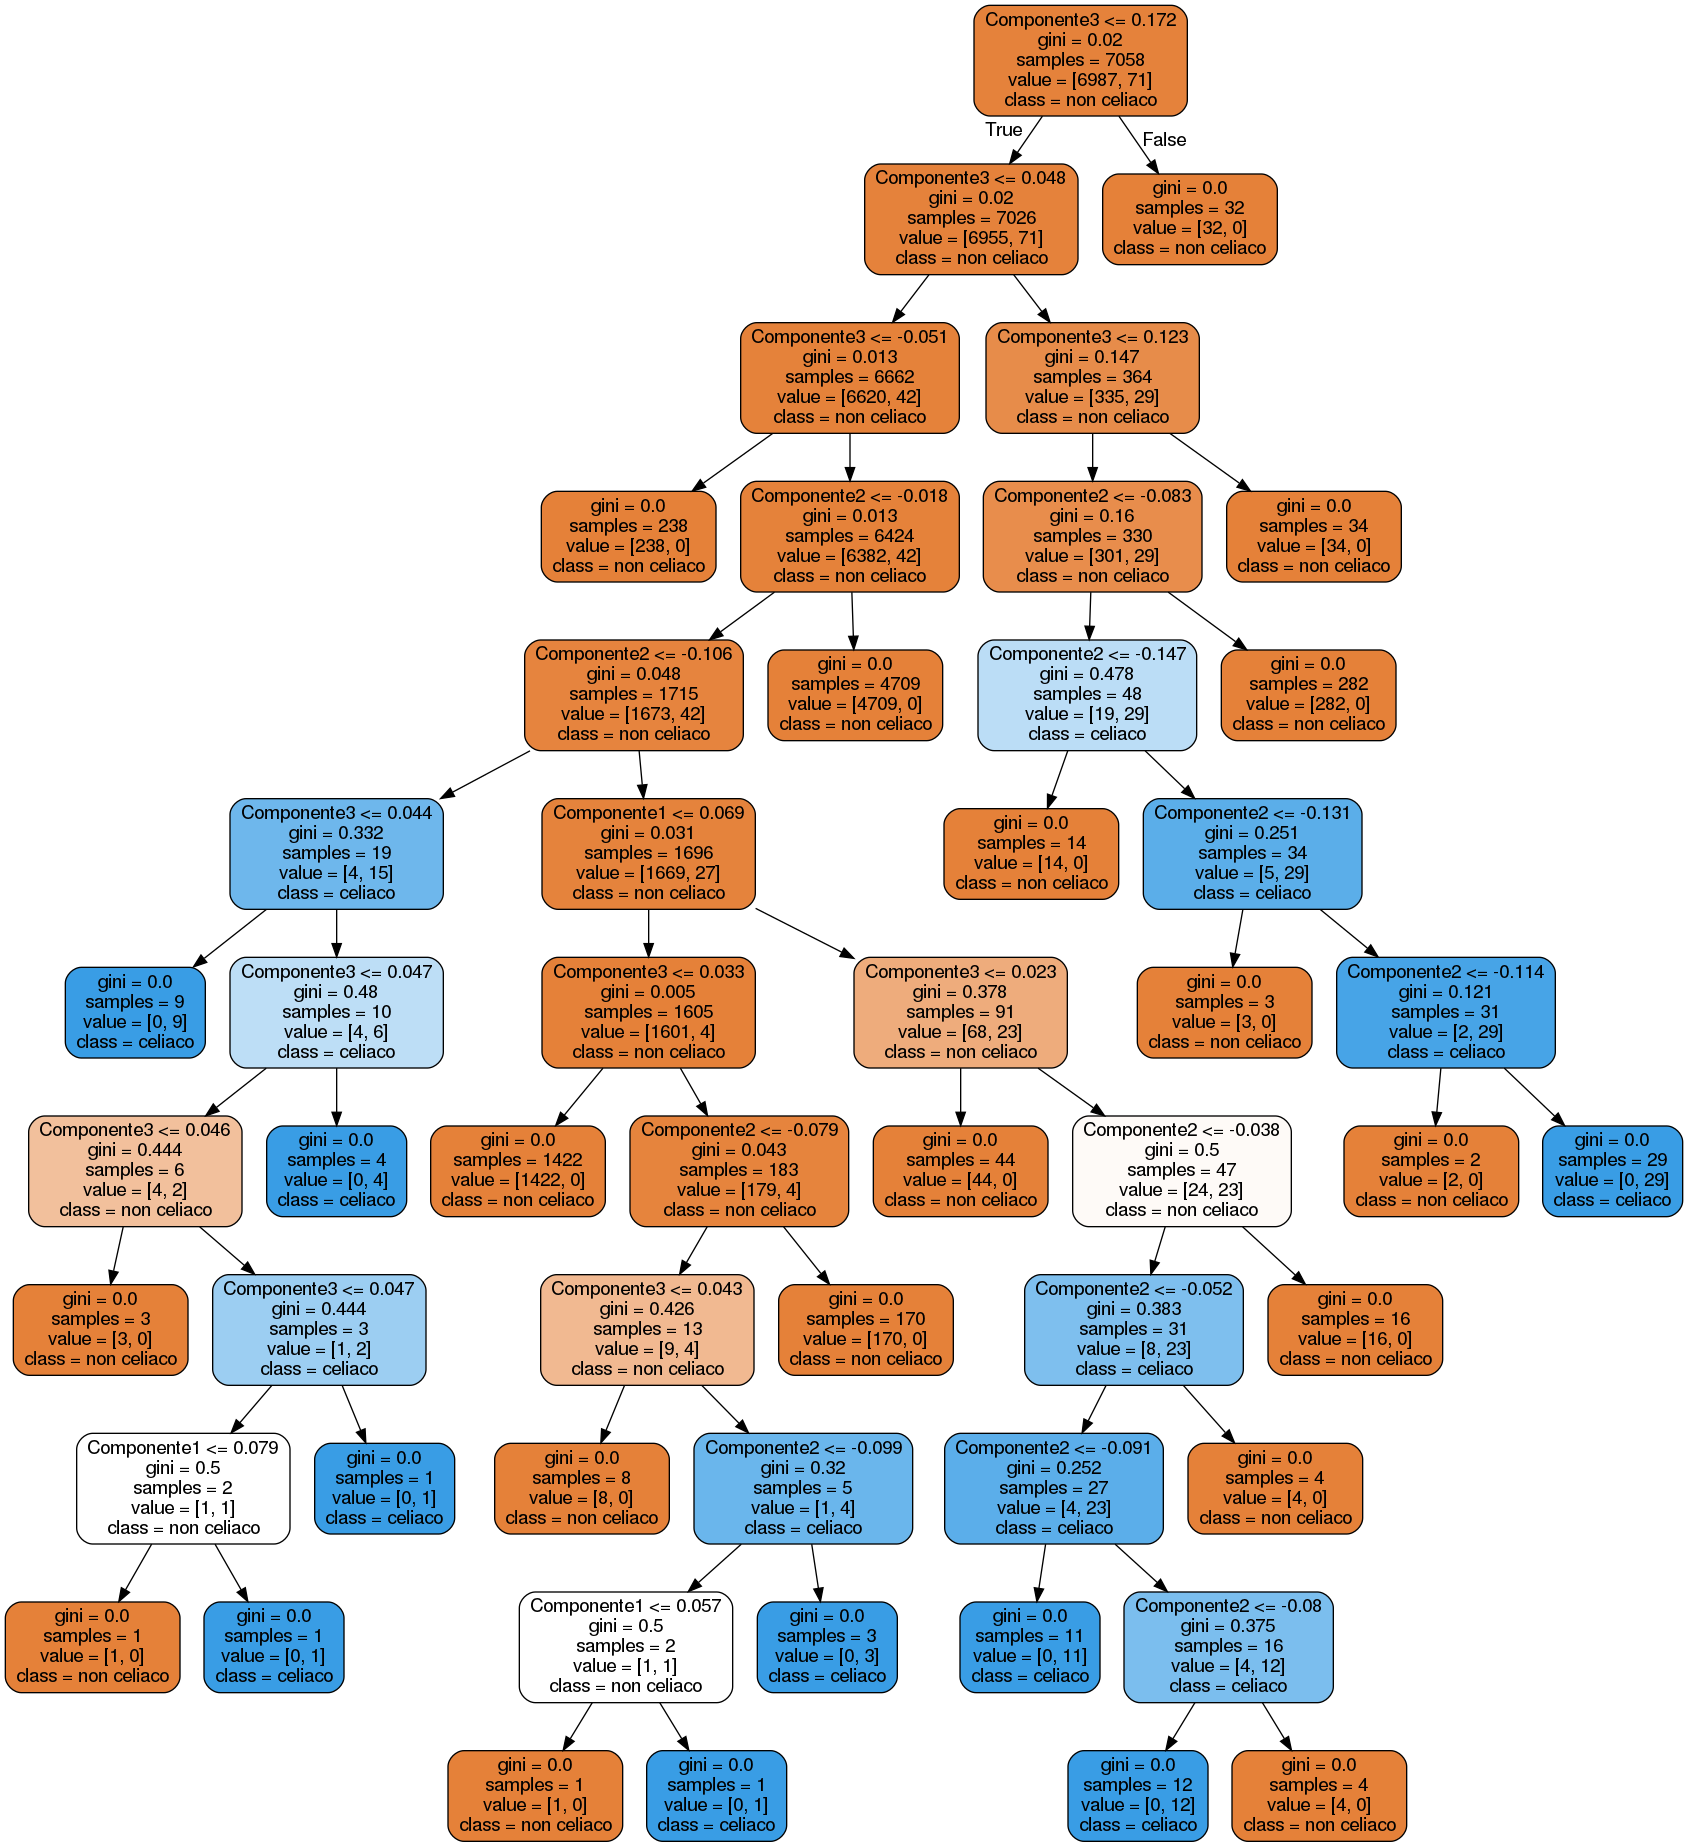 Componente3 <= 0.172
gini = 0.02
samples = 7058
value = [6987, 71]
class = non celiaco
True
False
Componente3 <= 0.048
gini = 0.02
samples = 7026
value = [6955, 71]
class = non celiaco
gini = 0.0
samples = 32
value = [32, 0]
class = non celiaco
Componente3 <= -0.051
gini = 0.013
samples = 6662
value = [6620, 42]
class = non celiaco
Componente3 <= 0.123
gini = 0.147
samples = 364
value = [335, 29]
class = non celiaco
gini = 0.0
samples = 238
value = [238, 0]
class = non celiaco
Componente2 <= -0.018
gini = 0.013
samples = 6424
value = [6382, 42]
class = non celiaco
Componente2 <= -0.083
gini = 0.16
samples = 330
value = [301, 29]
class = non celiaco
gini = 0.0
samples = 34
value = [34, 0]
class = non celiaco
Componente2 <= -0.106
gini = 0.048
samples = 1715
value = [1673, 42]
class = non celiaco
gini = 0.0
samples = 4709
value = [4709, 0]
class = non celiaco
Componente2 <= -0.147
gini = 0.478
samples = 48
value = [19, 29]
class = celiaco
gini = 0.0
samples = 282
value = [282, 0]
class = non celiaco
Componente3 <= 0.044
gini = 0.332
samples = 19
value = [4, 15]
class = celiaco
Componente1 <= 0.069
gini = 0.031
samples = 1696
value = [1669, 27]
class = non celiaco
gini = 0.0
samples = 14
value = [14, 0]
class = non celiaco
Componente2 <= -0.131
gini = 0.251
samples = 34
value = [5, 29]
class = celiaco
gini = 0.0
samples = 9
value = [0, 9]
class = celiaco
Componente3 <= 0.047
gini = 0.48
samples = 10
value = [4, 6]
class = celiaco
Componente3 <= 0.033
gini = 0.005
samples = 1605
value = [1601, 4]
class = non celiaco
Componente3 <= 0.023
gini = 0.378
samples = 91
value = [68, 23]
class = non celiaco
gini = 0.0
samples = 3
value = [3, 0]
class = non celiaco
Componente2 <= -0.114
gini = 0.121
samples = 31
value = [2, 29]
class = celiaco
Componente3 <= 0.046
gini = 0.444
samples = 6
value = [4, 2]
class = non celiaco
gini = 0.0
samples = 4
value = [0, 4]
class = celiaco
gini = 0.0
samples = 1422
value = [1422, 0]
class = non celiaco
Componente2 <= -0.079
gini = 0.043
samples = 183
value = [179, 4]
class = non celiaco
gini = 0.0
samples = 44
value = [44, 0]
class = non celiaco
Componente2 <= -0.038
gini = 0.5
samples = 47
value = [24, 23]
class = non celiaco
gini = 0.0
samples = 2
value = [2, 0]
class = non celiaco
gini = 0.0
samples = 29
value = [0, 29]
class = celiaco
gini = 0.0
samples = 3
value = [3, 0]
class = non celiaco
Componente3 <= 0.047
gini = 0.444
samples = 3
value = [1, 2]
class = celiaco
Componente3 <= 0.043
gini = 0.426
samples = 13
value = [9, 4]
class = non celiaco
gini = 0.0
samples = 170
value = [170, 0]
class = non celiaco
Componente2 <= -0.052
gini = 0.383
samples = 31
value = [8, 23]
class = celiaco
gini = 0.0
samples = 16
value = [16, 0]
class = non celiaco
Componente1 <= 0.079
gini = 0.5
samples = 2
value = [1, 1]
class = non celiaco
gini = 0.0
samples = 1
value = [0, 1]
class = celiaco
gini = 0.0
samples = 8
value = [8, 0]
class = non celiaco
Componente2 <= -0.099
gini = 0.32
samples = 5
value = [1, 4]
class = celiaco
Componente2 <= -0.091
gini = 0.252
samples = 27
value = [4, 23]
class = celiaco
gini = 0.0
samples = 4
value = [4, 0]
class = non celiaco
gini = 0.0
samples = 1
value = [1, 0]
class = non celiaco
gini = 0.0
samples = 1
value = [0, 1]
class = celiaco
Componente1 <= 0.057
gini = 0.5
samples = 2
value = [1, 1]
class = non celiaco
gini = 0.0
samples = 3
value = [0, 3]
class = celiaco
gini = 0.0
samples = 11
value = [0, 11]
class = celiaco
Componente2 <= -0.08
gini = 0.375
samples = 16
value = [4, 12]
class = celiaco
gini = 0.0
samples = 1
value = [1, 0]
class = non celiaco
gini = 0.0
samples = 1
value = [0, 1]
class = celiaco
gini = 0.0
samples = 12
value = [0, 12]
class = celiaco
gini = 0.0
samples = 4
value = [4, 0]
class = non celiaco